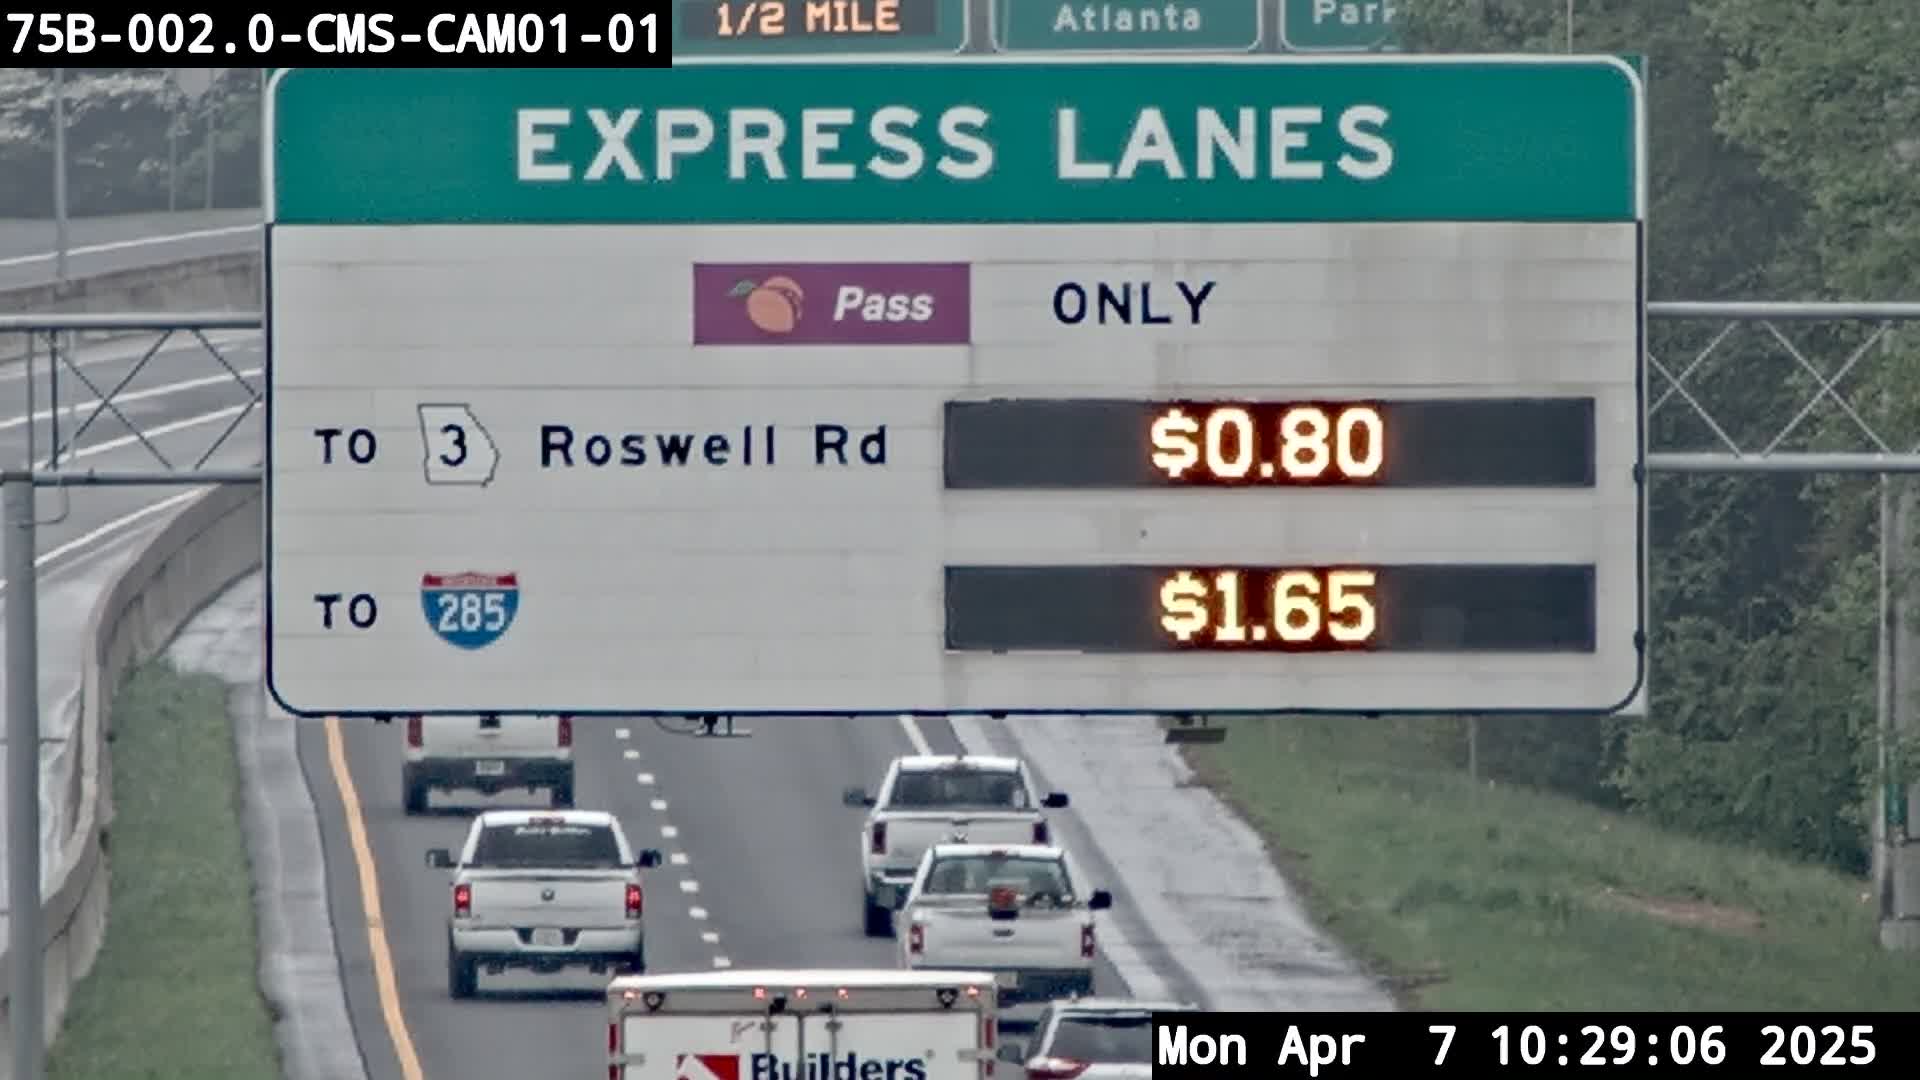 75B-002.0-CMS-CAM01-01
1/2 MILE
Atlanta
EXPRESS LANES
Pass ONLY
TO 3 Roswell Rd $0.80
TO 285 $1.65
Builders
Mon Apr 7 10:29:06 2025